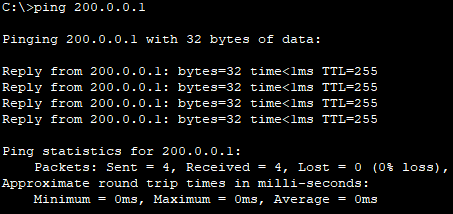 C:\>ping 200.0.0.1
Pinging 200.0.0.1 with 32 bytes of data:
Reply from 200.0.0.1: bytes=32 time<1ms TTL=255
Reply from 200.0.0.1: bytes=32 time<1ms TTL=255
Reply from 200.0.0.1: bytes=32 time<1ms TTL=255
Reply from 200.0.0.1: bytes=32 time<1ms TTL=255
Ping statistics for 200.0.0.1:
    Packets: Sent = 4, Received = 4, Lost = 0 (0% loss),
Approximate round trip times in milli-seconds:
    Minimum = 0ms, Maximum = 0ms, Average = 0ms